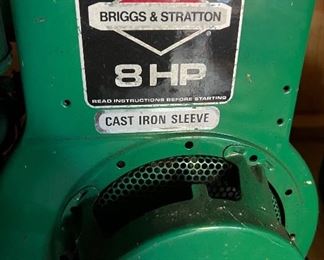 BRIGGS & STRATTON
8 HP
READ INSTRUCTIONS BEFORE STARTING
CAST IRON SLEEVE